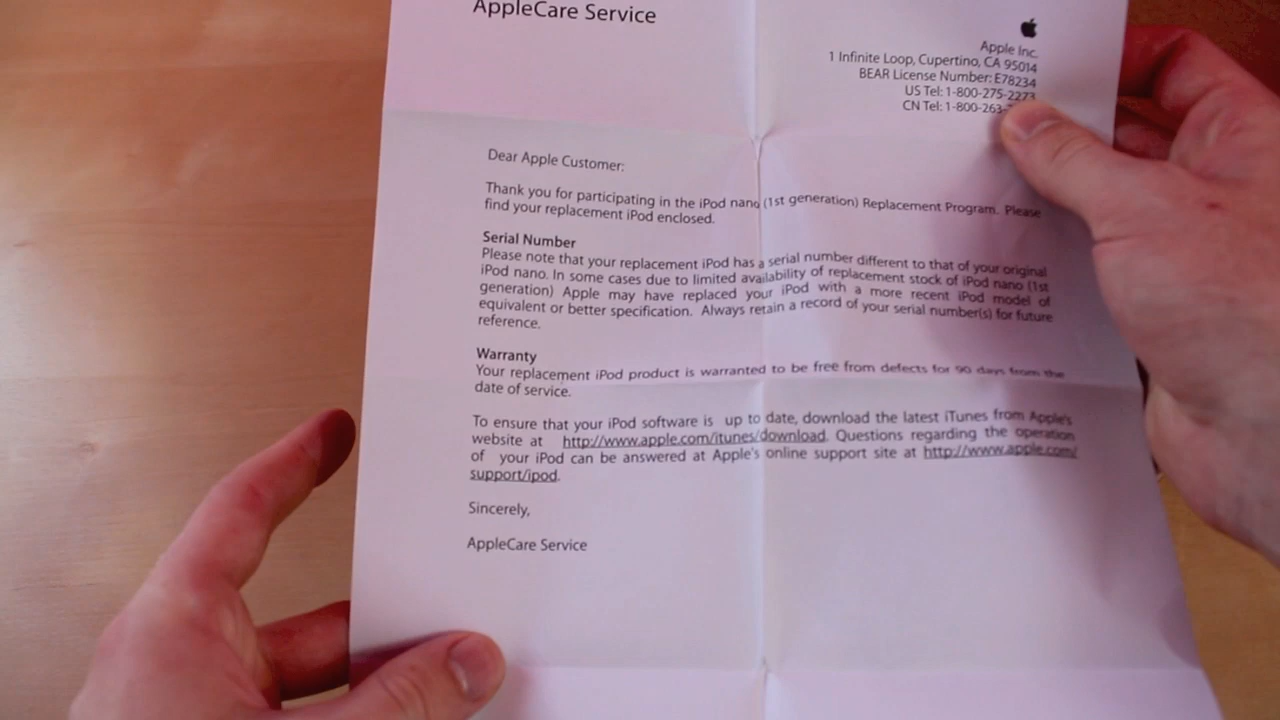 AppleCare Service
Apple Inc.
1 Infinite Loop, Cupertino, CA 95014
BEAR License Number: E78234
US Tel: 1-800-275-2273
CN Tel: 1-800-263-
Dear Apple Customer:
Thank you for participating in the iPod nano (1st generation) Replacement Program. Please
find your replacement iPod enclosed.
Serial Number
Please note that your replacement iPod has a serial number different to that of your original
iPod nano. In some cases due to limited availability of replacement stock of iPod nano (1st
generation) Apple may have replaced your iPod with a more recent iPod model of
equivalent or better specification. Always retain a record of your serial number(s) for future
reference.
Warranty
Your replacement iPod product is warranted to be free from defects for 90 days from the
date of service.
To ensure that your iPod software is up to date, download the latest iTunes from Apple's
website at http://www.apple.com/itunes/download. Questions regarding the operation
of your iPod can be answered at Apple's online support site at http://www.apple.com/
support/ipod.
Sincerely,
AppleCare Service